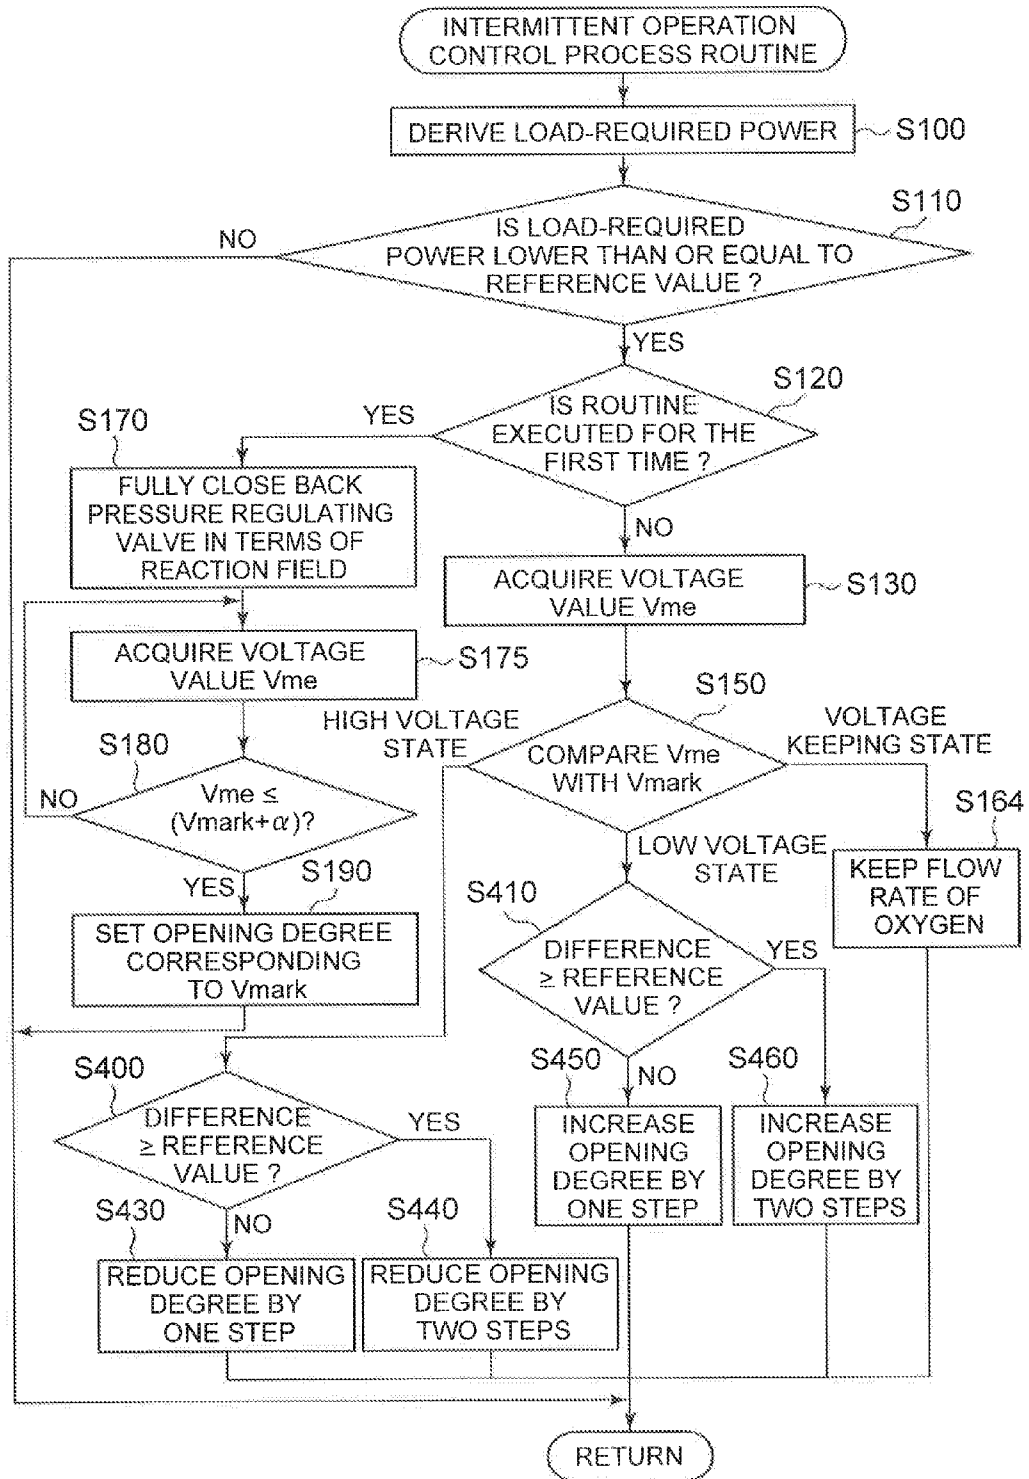 INTERMITTENT OPERATION
CONTROL PROCESS ROUTINE
DERIVE LOAD-REQUIRED POWER
S100
S110
IS LOAD-REQUIRED
POWER LOWER THAN OR EQUAL TO
REFERENCE VALUE ?
NO
YES
S120
IS ROUTINE
EXECUTED FOR THE
FIRST TIME ?
YES
NO
S170
FULLY CLOSE BACK
PRESSURE REGULATING
VALVE IN TERMS OF
REACTION FIELD
ACQUIRE VOLTAGE
VALUE Vme
S130
ACQUIRE VOLTAGE
VALUE Vme
S175
S150
COMPARE Vme
WITH Vmark
HIGH VOLTAGE
STATE
VOLTAGE
KEEPING STATE
LOW VOLTAGE
STATE
S180
Vme ≤
(Vmark+α)?
NO
YES
S164
KEEP FLOW
RATE OF
OXYGEN
S190
SET OPENING DEGREE
CORRESPONDING
TO Vmark
S410
DIFFERENCE
≥ REFERENCE
VALUE ?
YES
NO
S400
DIFFERENCE
≥ REFERENCE
VALUE ?
YES
NO
S450
INCREASE
OPENING
DEGREE BY
ONE STEP
S460
INCREASE
OPENING
DEGREE BY
TWO STEPS
S430
REDUCE OPENING
DEGREE BY
ONE STEP
S440
REDUCE OPENING
DEGREE BY
TWO STEPS
RETURN